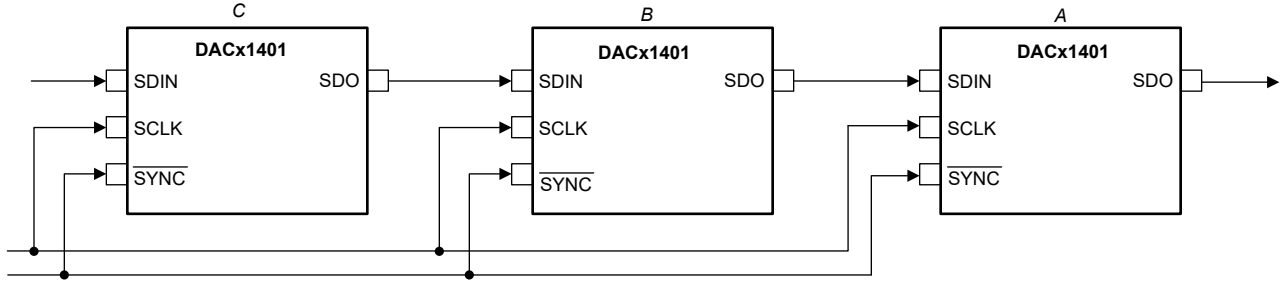 C
DACx1401
SDIN
SDO
SCLK
SYNC
B
DACx1401
SDIN
SDO
SCLK
SYNC
A
DACx1401
SDIN
SDO
SCLK
SYNC